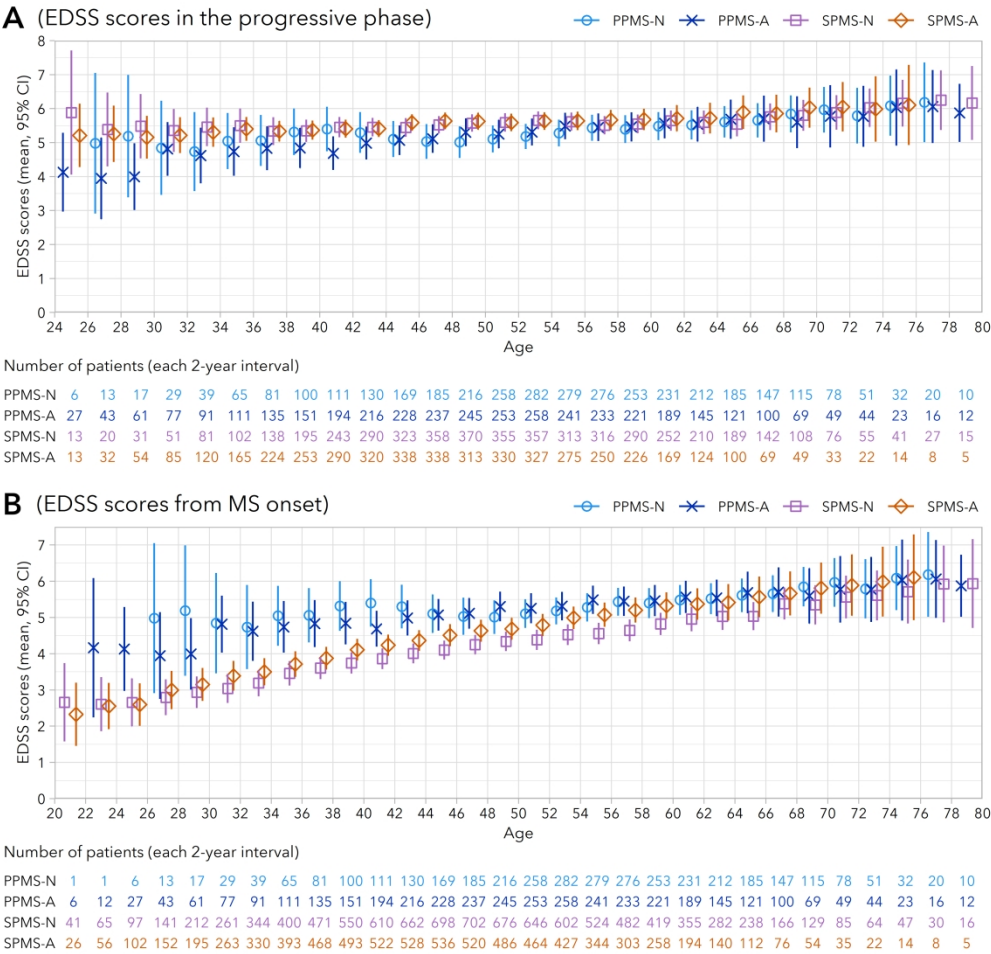 A (EDSS scores in the progressive phase)
PPMS-N PPMS-A SPMS-N SPMS-A
EDSS scores (mean, 95% CI)
8
7
6
5
4
3
2
1
0
24 26 28 30 32 34 36 38 40 42 44 46 48 50 52 54 56 58 60 62 64 66 68 70 72 74 76 78 80
Age
Number of patients (each 2-year interval)
PPMS-N 6 13 17 29 39 65 81 100 111 130 169 185 216 258 282 279 276 253 231 212 185 147 115 78 51 32 20 10
PPMS-A 27 43 61 77 91 111 135 151 194 216 228 237 245 253 258 241 233 221 189 145 121 100 69 49 44 23 16 12
SPMS-N 13 20 31 51 81 102 138 195 243 290 323 358 370 355 357 313 316 290 252 210 189 142 108 76 55 41 27 15
SPMS-A 13 32 54 85 120 165 224 253 290 320 338 338 313 330 327 275 250 226 169 124 100 69 49 33 22 14 8 5
B (EDSS scores from MS onset)
PPMS-N PPMS-A SPMS-N SPMS-A
EDSS scores (mean, 95% CI)
7
6
5
4
3
2
1
0
20 22 24 26 28 30 32 34 36 38 40 42 44 46 48 50 52 54 56 58 60 62 64 66 68 70 72 74 76 78 80
Age
Number of patients (each 2-year interval)
PPMS-N 1 1 6 13 17 29 39 65 81 100 111 130 169 185 216 258 282 279 276 253 231 212 185 147 115 78 51 32 20 10
PPMS-A 6 12 27 43 61 77 91 111 135 151 194 216 228 237 245 253 258 241 233 221 189 145 121 100 69 49 44 23 16 12
SPMS-N 41 65 97 141 212 261 344 400 471 550 610 662 698 702 676 646 602 524 482 419 355 282 238 166 129 85 64 47 30 16
SPMS-A 26 56 102 152 195 263 330 393 468 493 522 528 536 520 486 464 427 344 303 258 194 140 112 76 54 35 22 14 8 5